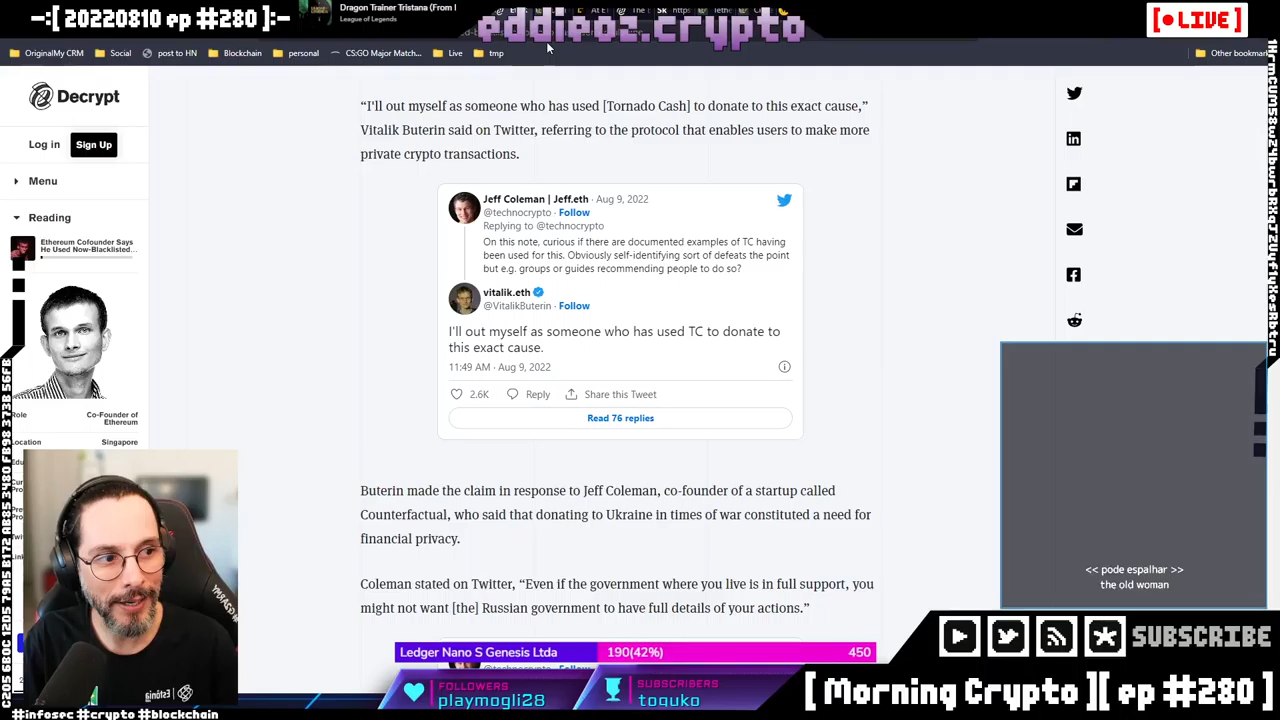 -:[ 20220810 ep #280 ]:-
Dragon Trainer Tristana (From
League of Legends
eddieoz.crypto
[ ● LIVE ]
OriginalMy CRM
Social
post to HN
Blockchain
personal
CS:GO Major Match...
Live
tmp
Other bookmar
Decrypt
Log in
Sign Up
Menu
Reading
Ethereum Cofounder Says
He Used Now-Blacklisted...
Role
Co-Founder of
Ethereum
Location
Singapore
“I'll out myself as someone who has used [Tornado Cash] to donate to this exact cause,”
Vitalik Buterin said on Twitter, referring to the protocol that enables users to make more
private crypto transactions.
Jeff Coleman | Jeff.eth · Aug 9, 2022
@technocrypto · Follow
Replying to @technocrypto
On this note, curious if there are documented examples of TC having
been used for this. Obviously self-identifying sort of defeats the point
but e.g. groups or guides recommending people to do so?
vitalik.eth
@VitalikButerin · Follow
I'll out myself as someone who has used TC to donate to
this exact cause.
11:49 AM · Aug 9, 2022
2.6K
Reply
Share this Tweet
Read 76 replies
Buterin made the claim in response to Jeff Coleman, co-founder of a startup called
Counterfactual, who said that donating to Ukraine in times of war constituted a need for
financial privacy.
Coleman stated on Twitter, “Even if the government where you live is in full support, you
might not want [the] Russian government to have full details of your actions.”
<< pode espalhar >>
the old woman
Ledger Nano S Genesis Ltda
190(42%)
450
FOLLOWERS
playmogli28
SUBSCRIBERS
toguko
SUBSCRIBE
[ Morning Crypto ][ ep #280 ]
#infosec #crypto #blockchain